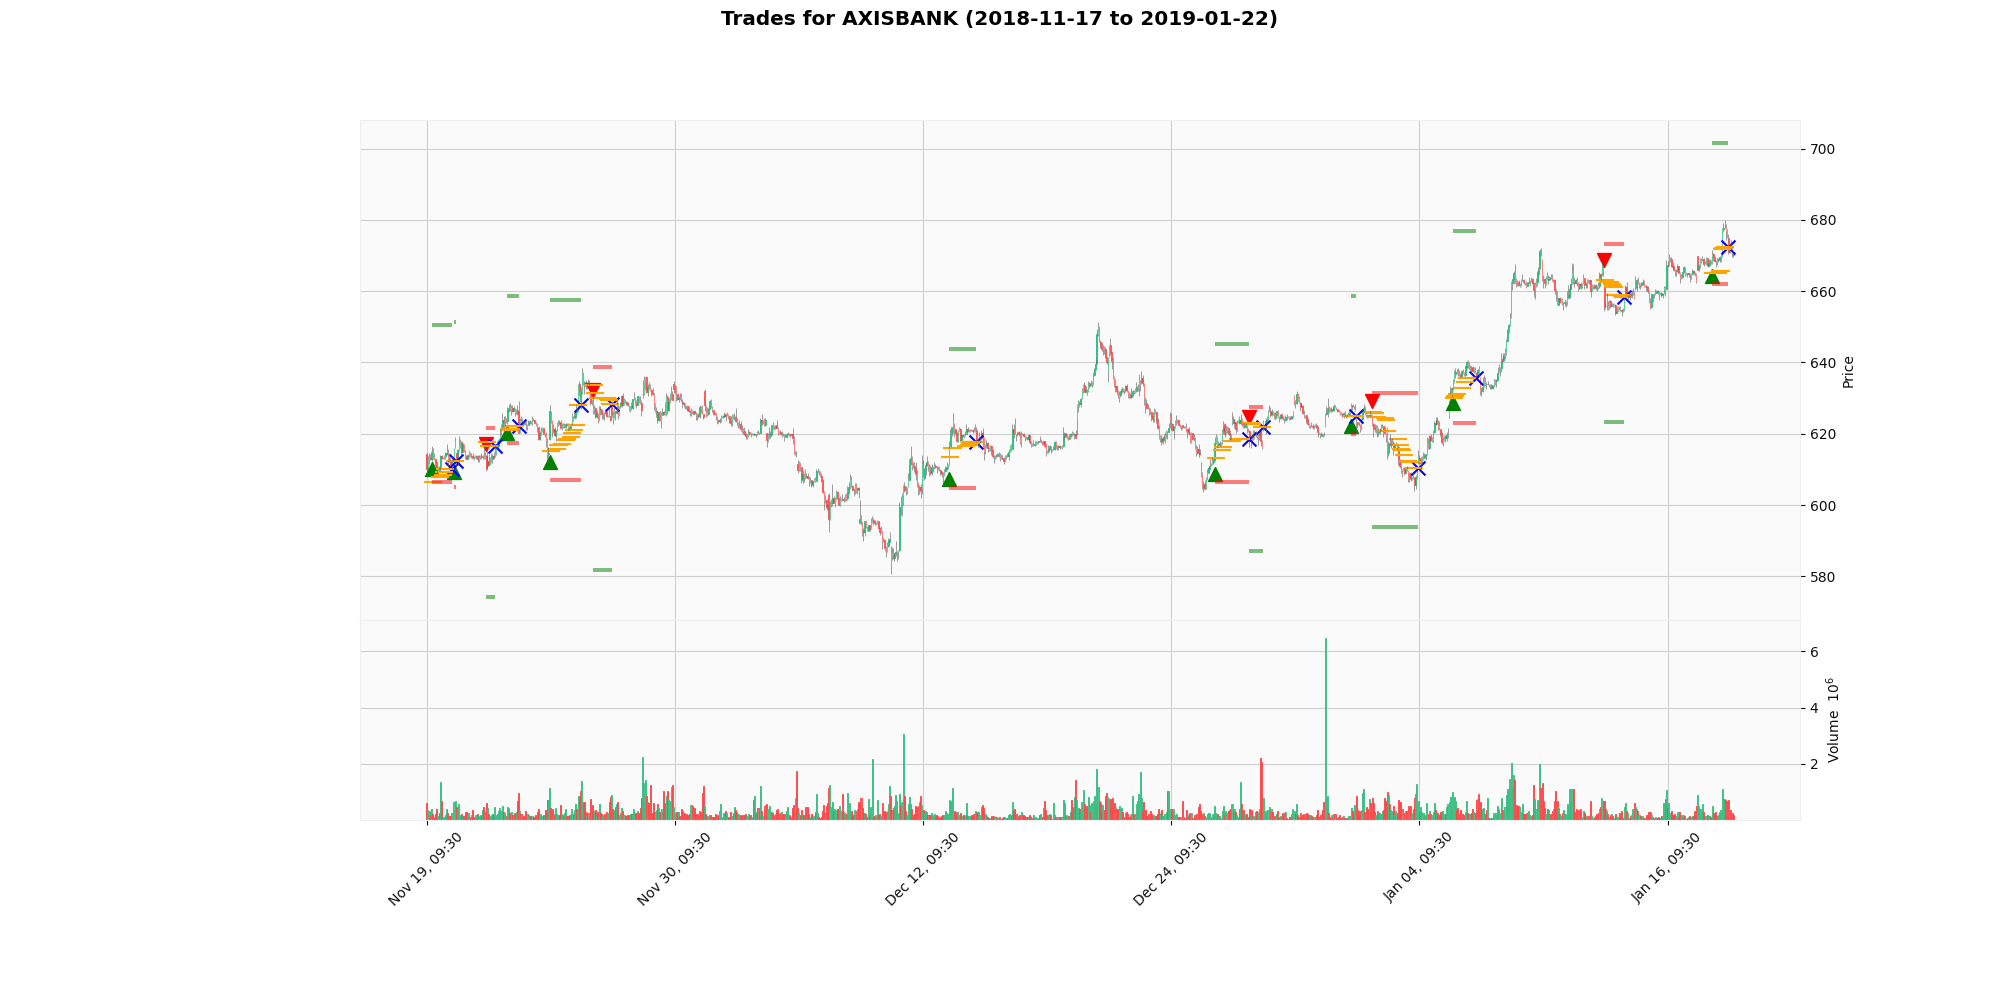 Trades for AXISBANK (2018-11-17 to 2019-01-22)
700
680
660
640
620
600
580
Price
6
4
2
Volume 10^6
Nov 19, 09:30
Nov 30, 09:30
Dec 12, 09:30
Dec 24, 09:30
Jan 04, 09:30
Jan 16, 09:30